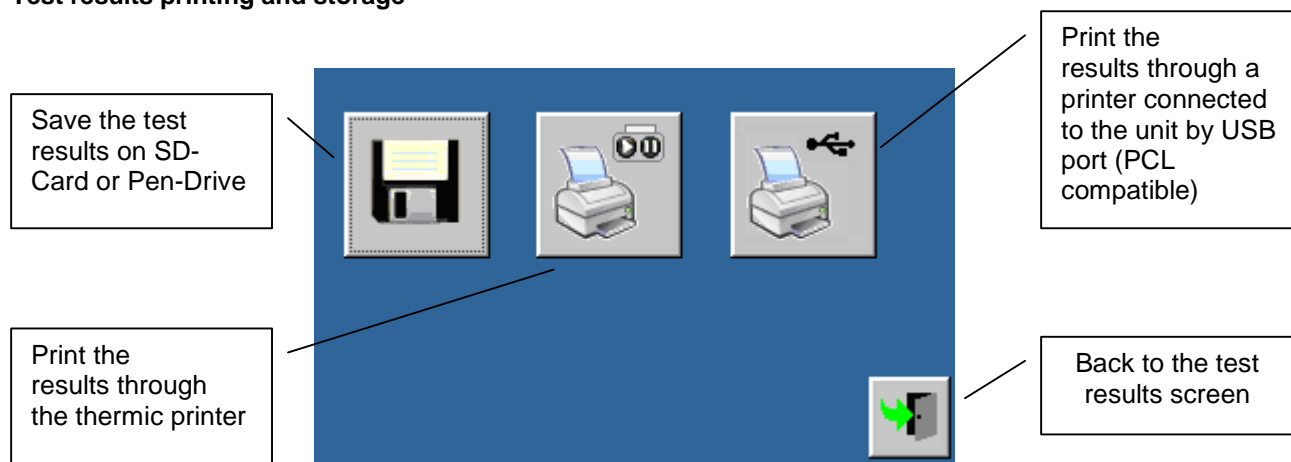 Test results printing and storage
Print the
results through a
printer connected
to the unit by USB
port (PCL
compatible)
Save the test
results on SD-
Card or Pen-Drive
Print the
results through
the thermic printer
Back to the test
results screen